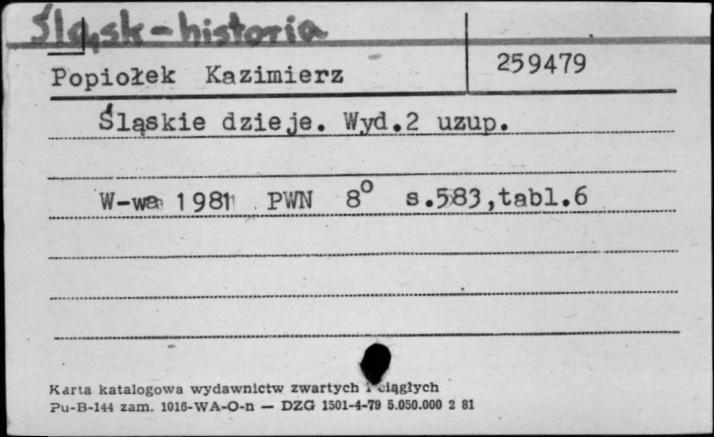 Śląsk-historia
Popiołek Kazimierz 259479
Śląskie dzieje. Wyd.2 uzup.
W-wa 1981 PWN 8° s.583,tabl.6
Karta katalogowa wydawnictw zwartych i ciągłych
Pu-B-144 zam. 1016-WA-O-n — DZG 1501-4-79 5.050.000 2 81